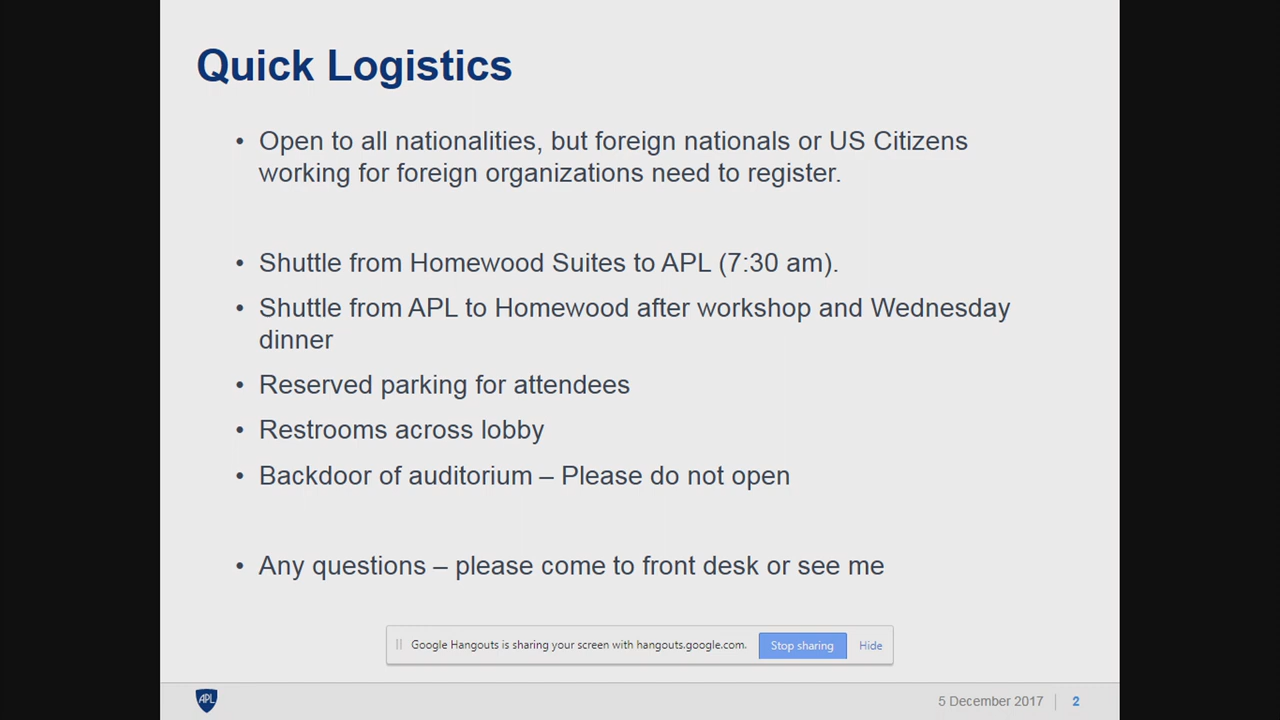 Quick Logistics
• Open to all nationalities, but foreign nationals or US Citizens
working for foreign organizations need to register.
• Shuttle from Homewood Suites to APL (7:30 am).
• Shuttle from APL to Homewood after workshop and Wednesday
dinner
• Reserved parking for attendees
• Restrooms across lobby
• Backdoor of auditorium – Please do not open
• Any questions – please come to front desk or see me
Google Hangouts is sharing your screen with hangouts.google.com. Stop sharing Hide
APL 5 December 2017 2